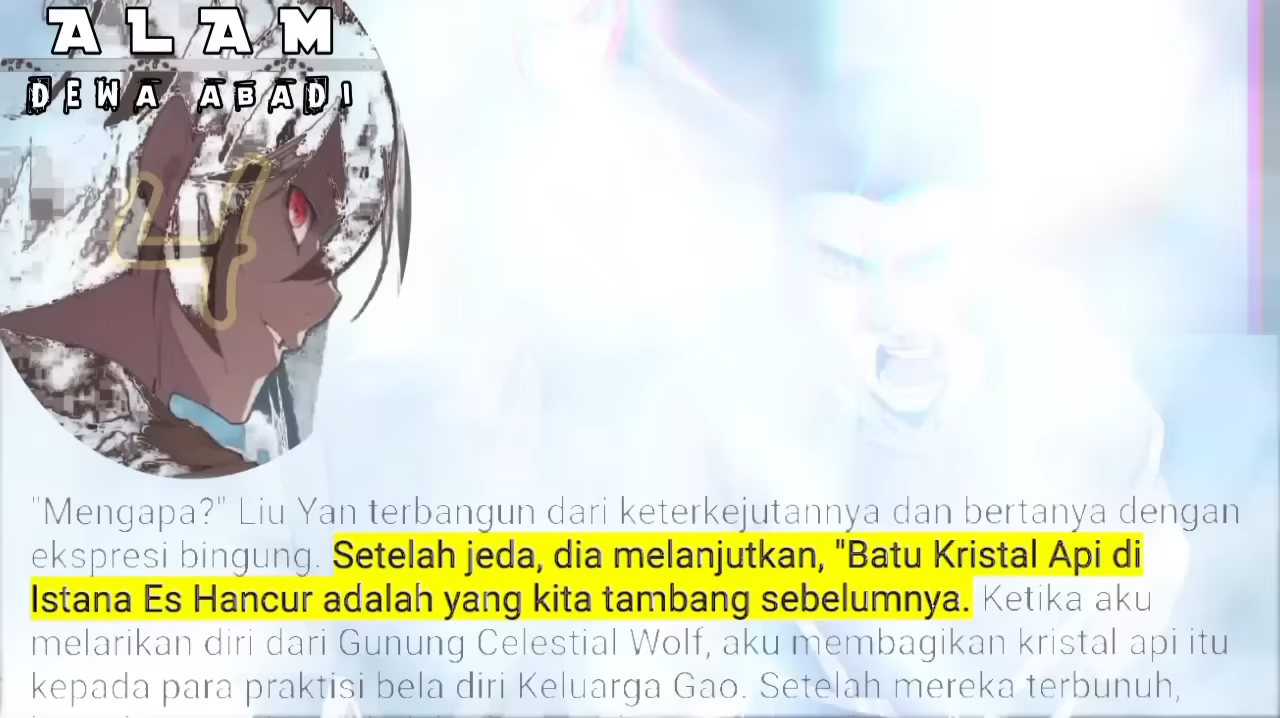 ALAM
DEWA ABADI
4
"Mengapa?" Liu Yan terbangun dari keterkejutannya dan bertanya dengan
ekspresi bingung. Setelah jeda, dia melanjutkan, "Batu Kristal Api di
Istana Es Hancur adalah yang kita tambang sebelumnya. Ketika aku
melarikan diri dari Gunung Celestial Wolf, aku membagikan kristal api itu
kepada para praktisi bela diri Keluarga Gao. Setelah mereka terbunuh,